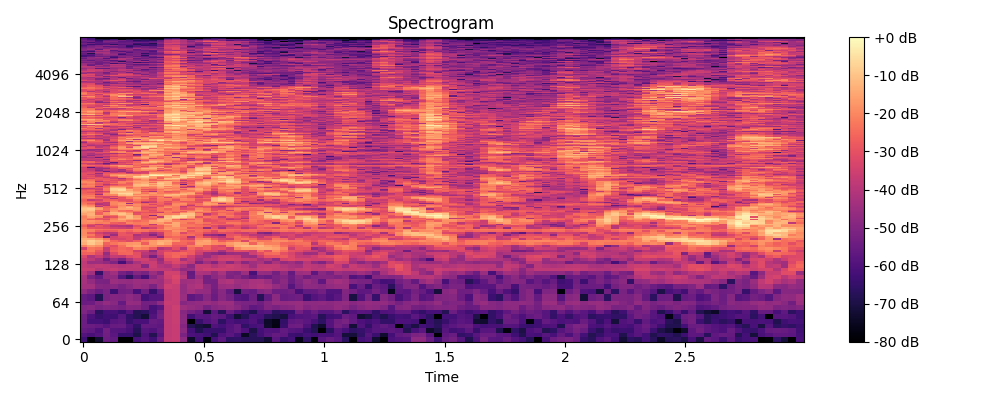 Spectrogram
Hz
4096
2048
1024
512
256
128
64
0
0
0.5
1
1.5
2
2.5
Time
+0 dB
-10 dB
-20 dB
-30 dB
-40 dB
-50 dB
-60 dB
-70 dB
-80 dB